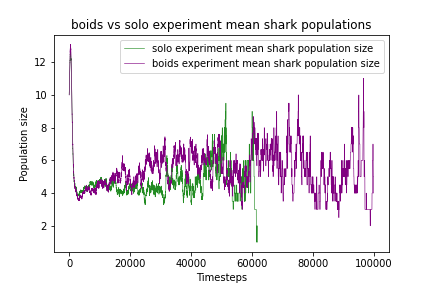 boids vs solo experiment mean shark populations
solo experiment mean shark population size
boids experiment mean shark population size
Population size
12
10
8
6
4
2
0
20000
40000
60000
80000
100000
Timesteps